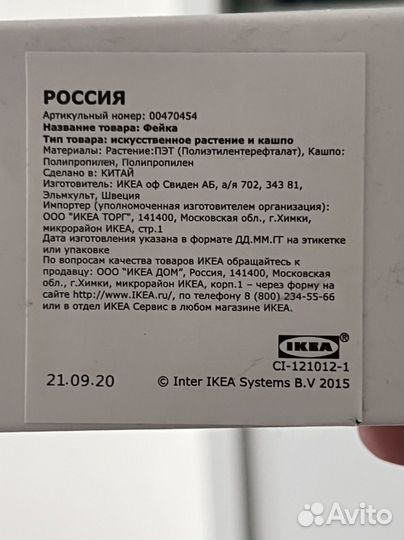 РОССИЯ
Артикульный номер: 00470454
Название товара: Фейка
Тип товара: искусственное растение и кашпо
Материалы: Растение:ПЭТ (Полиэтилентерефталат), Кашпо:
Полипропилен, Полипропилен
Сделано в: КИТАЙ
Изготовитель: ИКЕА оф Свиден АБ, а/я 702, 343 81,
Эльмхульт, Швеция
Импортер (уполномоченная изготовителем организация):
ООО "ИКЕА ТОРГ", 141400, Московская обл., г.Химки,
микрорайон ИКЕА, стр.1
Дата изготовления указана в формате ДД.ММ.ГГ на этикетке
или упаковке
По вопросам качества товаров ИКЕА обращайтесь к
продавцу: ООО "ИКЕА ДОМ", Россия, 141400, Московская
обл., г.Химки, микрорайон ИКЕА, корп.1 – через форму на
сайте http://www.IKEA.ru/, по телефону 8 (800) 234-55-66
или в отдел ИКЕА Сервис в любом магазине ИКЕА.
IKEA®
CI-121012-1
21.09.20 © Inter IKEA Systems B.V 2015
Avito